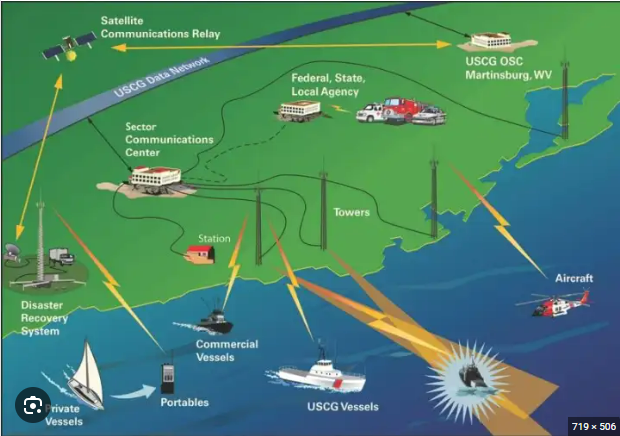 Satellite
Communications Relay
USCG Data Network
USCG OSC
Martinsburg, WV
Federal, State,
Local Agency
Sector
Communications
Center
Towers
Station
Aircraft
Disaster
Recovery
System
Commercial
Vessels
Private
Vessels
Portables
USCG Vessels
719 × 506